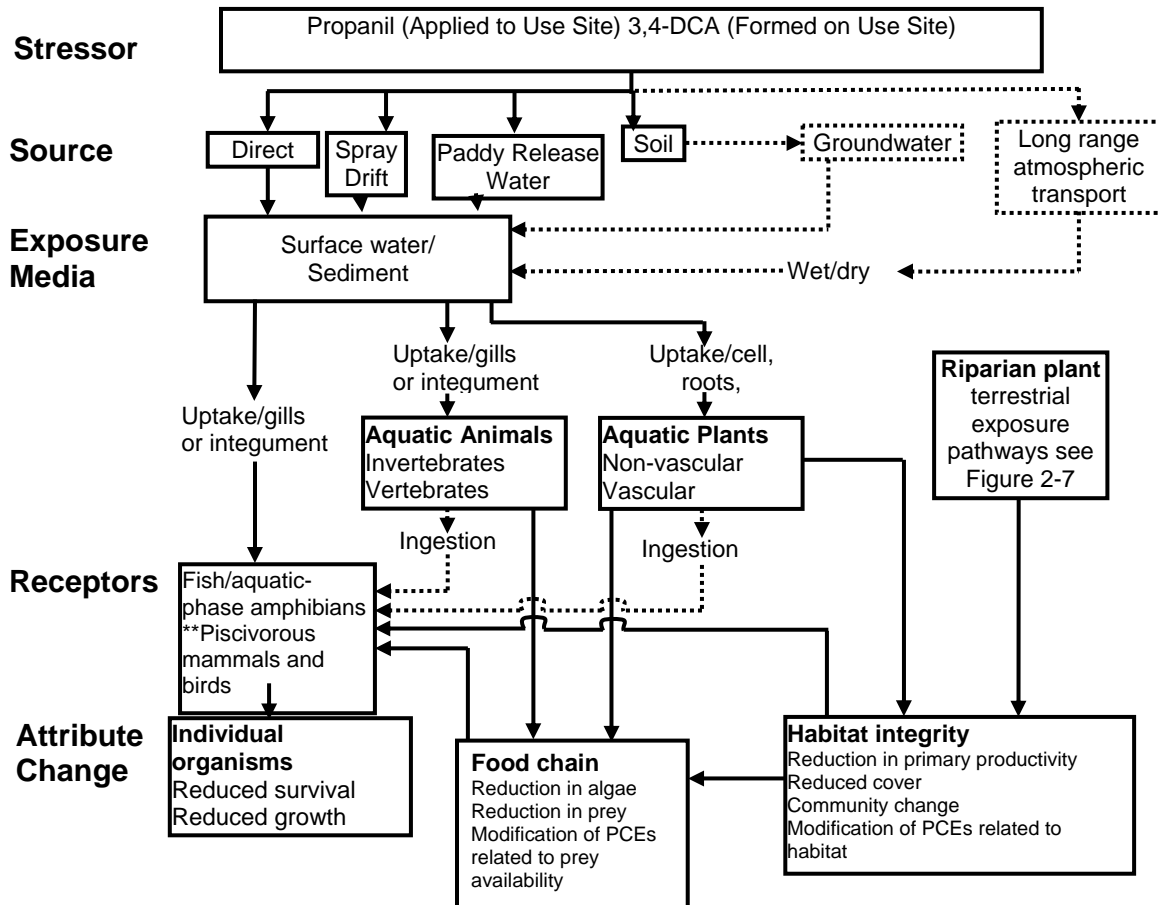 Stressor
Propanil (Applied to Use Site) 3,4-DCA (Formed on Use Site)
Source
Direct
Spray
Drift
Paddy Release
Water
Soil
Groundwater
Long range
atmospheric
transport
Exposure
Media
Surface water/
Sediment
Wet/dry
Uptake/gills
or integument
Uptake/gills
or integument
Uptake/cell,
roots,
Riparian plant
terrestrial
exposure
pathways see
Figure 2-7
Aquatic Animals
Invertebrates
Vertebrates
Aquatic Plants
Non-vascular
Vascular
Ingestion
Ingestion
Receptors
Fish/aquatic-
phase amphibians
**Piscivorous
mammals and
birds
Attribute
Change
Individual
organisms
Reduced survival
Reduced growth
Food chain
Reduction in algae
Reduction in prey
Modification of PCEs
related to prey
availability
Habitat integrity
Reduction in primary productivity
Reduced cover
Community change
Modification of PCEs related to
habitat